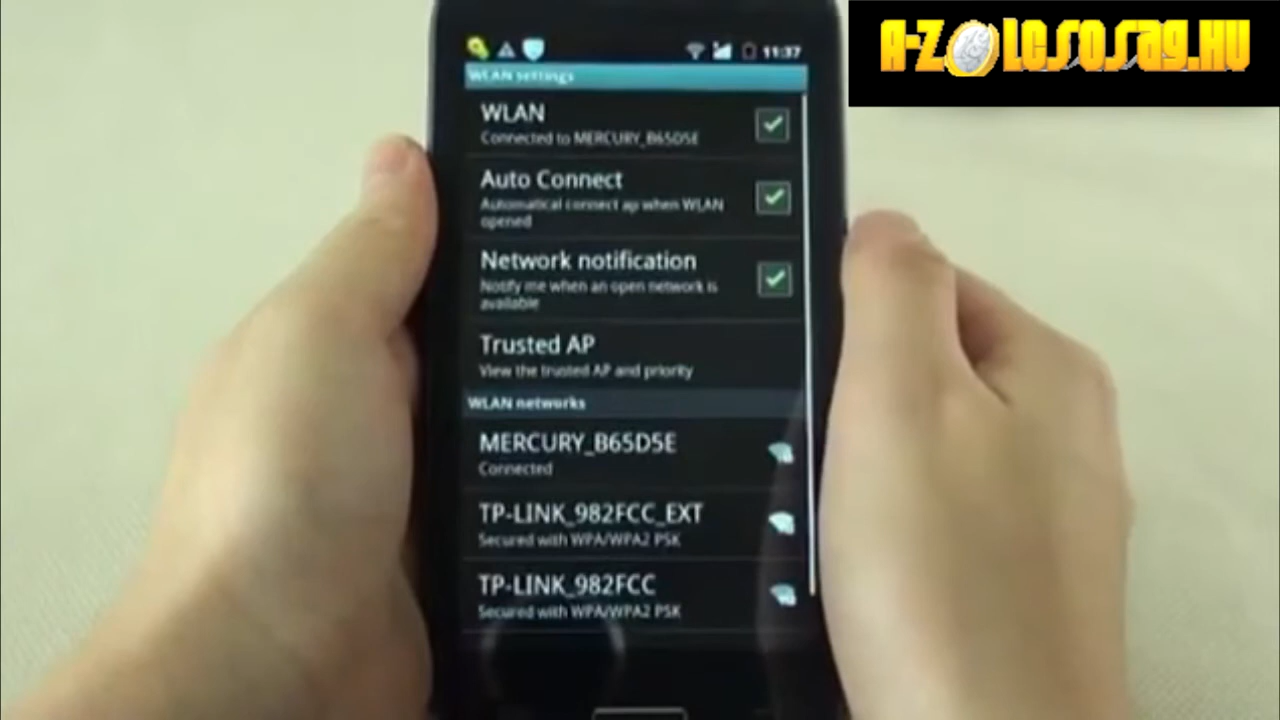 A-ZOLCSOSAG.HU
11:37
WLAN settings
WLAN
Connected to MERCURY_B65D5E
Auto Connect
Automatical connect ap when WLAN
opened
Network notification
Notify me when an open network is
available
Trusted AP
View the trusted AP and priority
WLAN networks
MERCURY_B65D5E
Connected
TP-LINK_982FCC_EXT
Secured with WPA/WPA2 PSK
TP-LINK_982FCC
Secured with WPA/WPA2 PSK